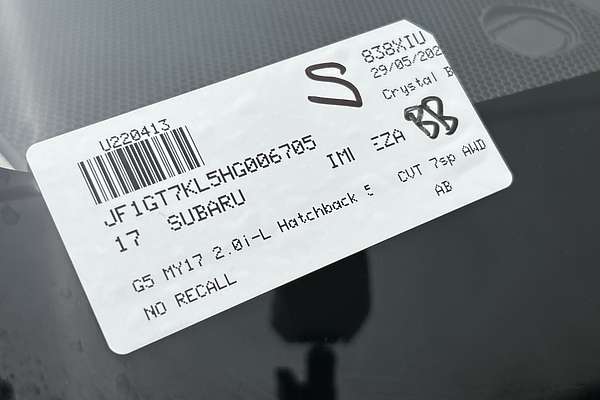 U220413
S
838XIU
29/05/202
Crystal B
BB
JF1GT7KL5HG006705
17 SUBARU IMI EZA
G5 MY17 2.0i-L Hatchback 5 CVT 7sp AWD
NO RECALL AB